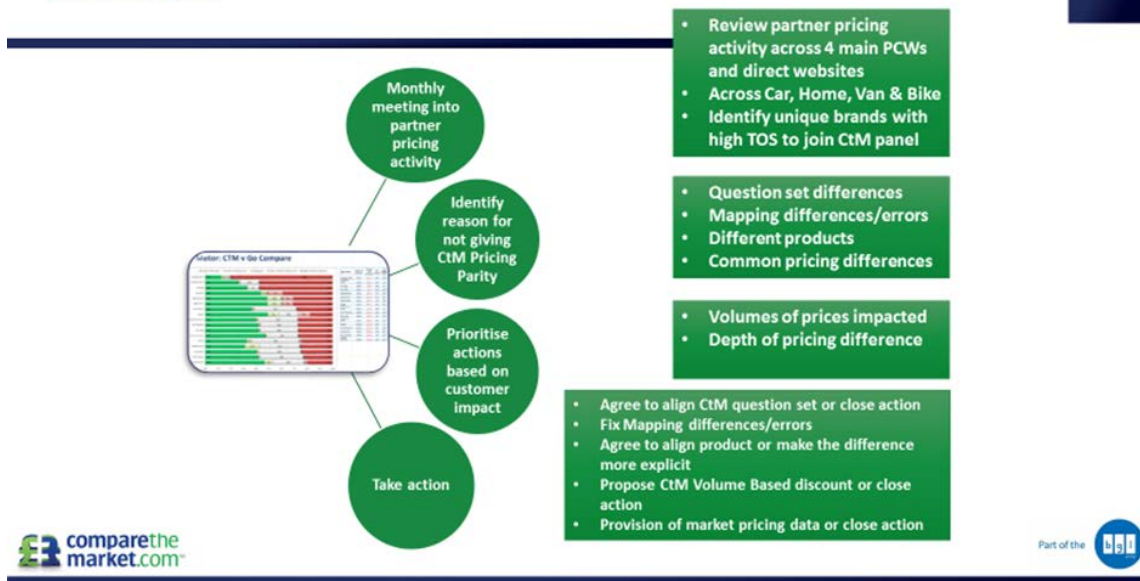 Monthly
meeting into
partner
pricing
activity
Identify
reason for
not giving
CtM Pricing
Parity
Prioritise
actions
based on
customer
impact
Take action
Motor: CTM v Go Compare
• Review partner pricing
activity across 4 main PCWs
and direct websites
• Across Car, Home, Van & Bike
• Identify unique brands with
high TOS to join CtM panel
• Question set differences
• Mapping differences/errors
• Different products
• Common pricing differences
• Volumes of prices impacted
• Depth of pricing difference
• Agree to align CtM question set or close action
• Fix Mapping differences/errors
• Agree to align product or make the difference
more explicit
• Propose CtM Volume Based discount or close
action
• Provision of market pricing data or close action
comparethe
market.com
Part of the
bgl